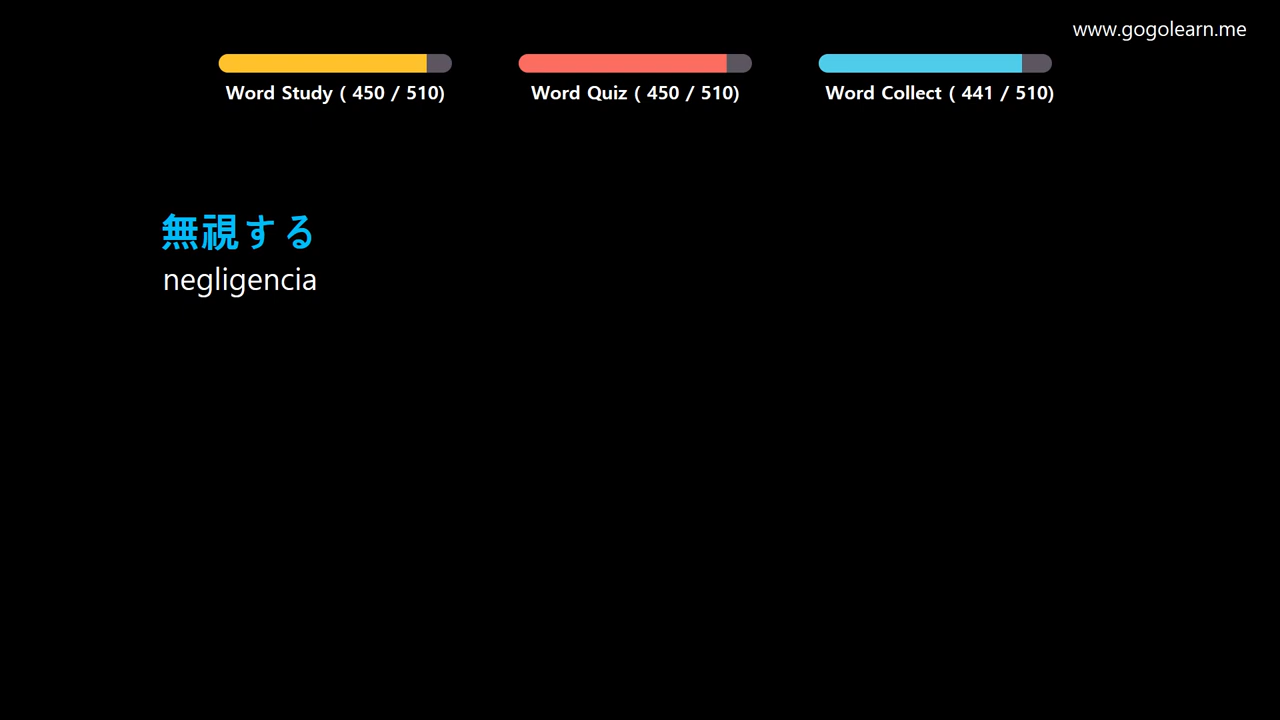 www.gogolearn.me
Word Study ( 450 / 510)
Word Quiz ( 450 / 510)
Word Collect ( 441 / 510)
無視する
negligencia